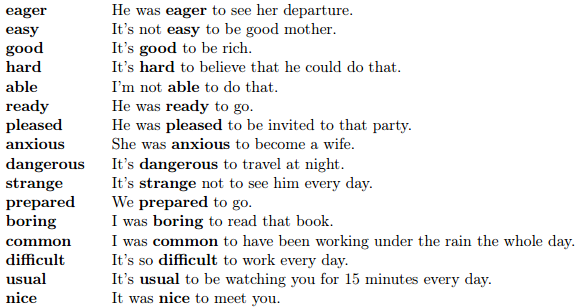 eager He was eager to see her departure.
easy It's not easy to be good mother.
good It's good to be rich.
hard It's hard to believe that he could do that.
able I'm not able to do that.
ready He was ready to go.
pleased He was pleased to be invited to that party.
anxious She was anxious to become a wife.
dangerous It's dangerous to travel at night.
strange It's strange not to see him every day.
prepared We prepared to go.
boring I was boring to read that book.
common I was common to have been working under the rain the whole day.
difficult It's so difficult to work every day.
usual It's usual to be watching you for 15 minutes every day.
nice It was nice to meet you.